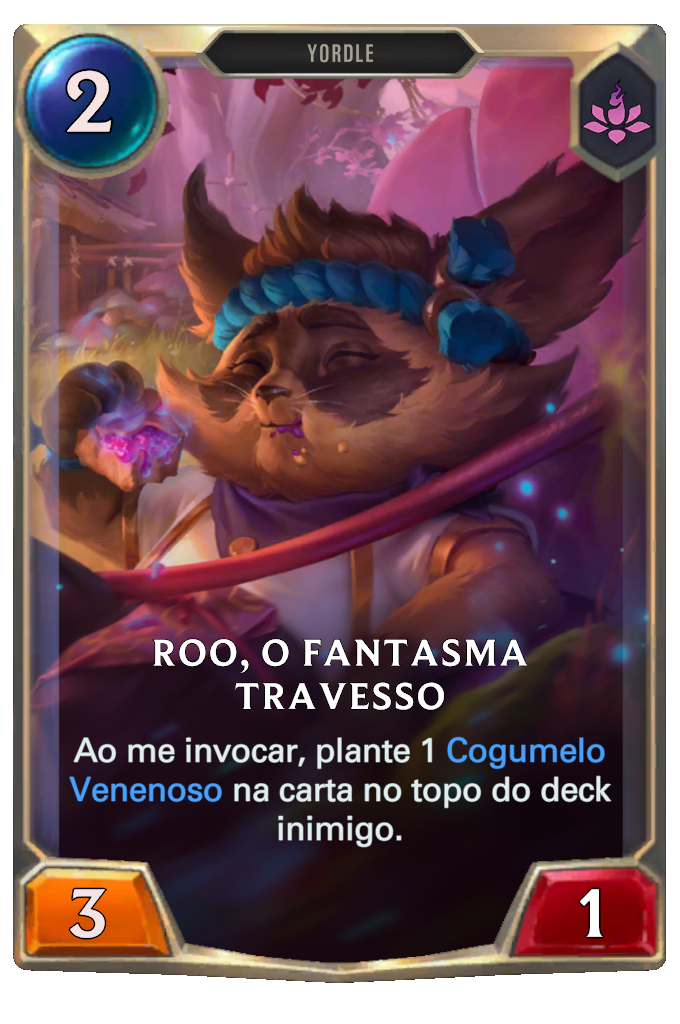 YORDLE
2
ROO, O FANTASMA
TRAVESSO
Ao me invocar, plante 1 Cogumelo
Venenoso na carta no topo do deck
inimigo.
3
1